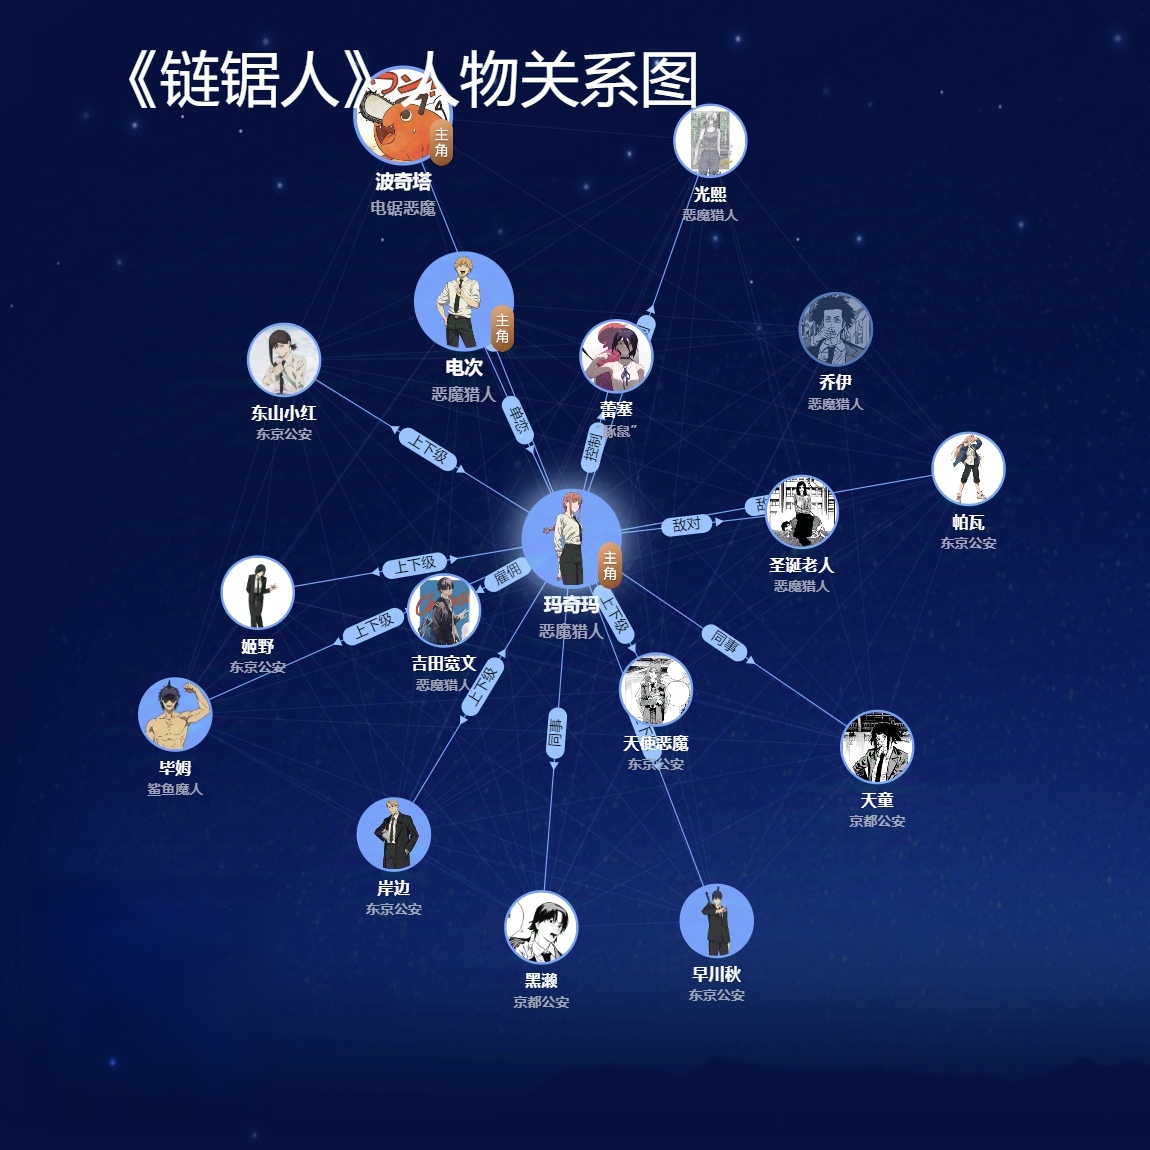 《链锯人》人物关系图
主角
波奇塔
电锯恶魔
光熙
恶魔猎人
主角
电次
恶魔猎人
蕾塞
“豚鼠”
乔伊
恶魔猎人
东山小红
东京公安
单恋
上下级
控制
帕瓦
东京公安
敌对
圣诞老人
恶魔猎人
主角
玛奇玛
恶魔猎人
上下级
雇佣
姬野
东京公安
上下级
吉田宽文
恶魔猎人
上下级
上下级
同事
毕姆
鲨鱼魔人
同事
天使恶魔
东京公安
天童
京都公安
岸边
东京公安
黑濑
京都公安
早川秋
东京公安